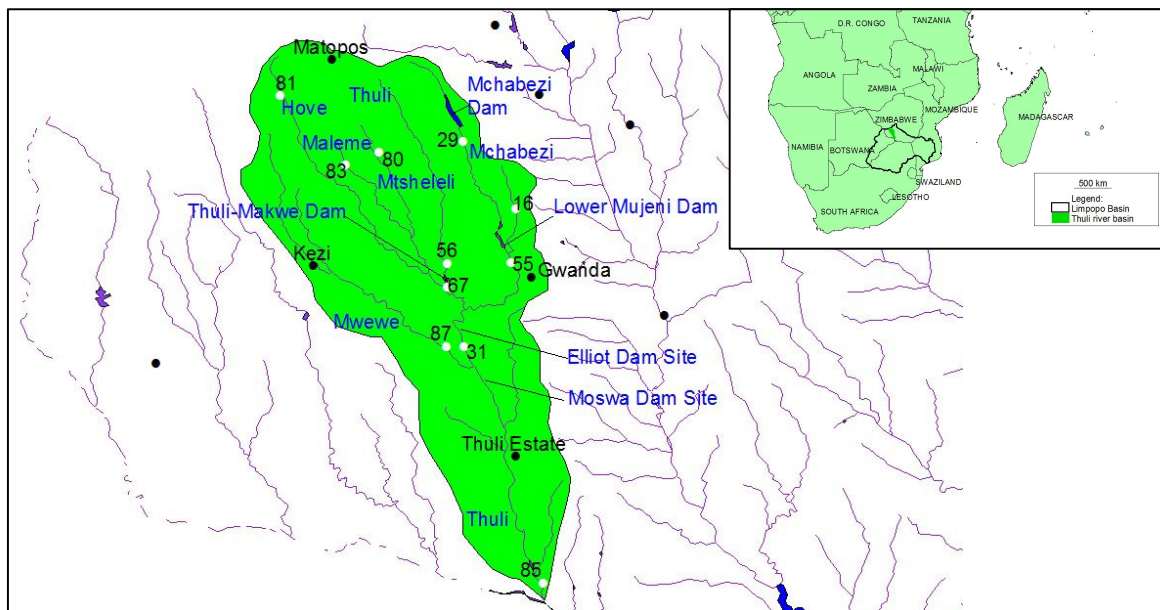 Matopos
81
Hove
Thuli
Mchabezi
Dam
29
Mchabezi
Maleme
83
80
Mtsheleli
Thuli-Makwe Dam
16
Lower Mujeni Dam
56
55
Gwanda
Kezi
67
Mwewe
87
31
Elliot Dam Site
Moswa Dam Site
Thuli Estate
Thuli
85
D.R. CONGO
TANZANIA
ANGOLA
MALAWI
ZAMBIA
MOZAMBIQUE
MADAGASCAR
ZIMBABWE
NAMIBIA
BOTSWANA
SWAZILAND
LESOTHO
SOUTH AFRICA
500 km
Legend:
Limpopo Basin
Thuli river basin